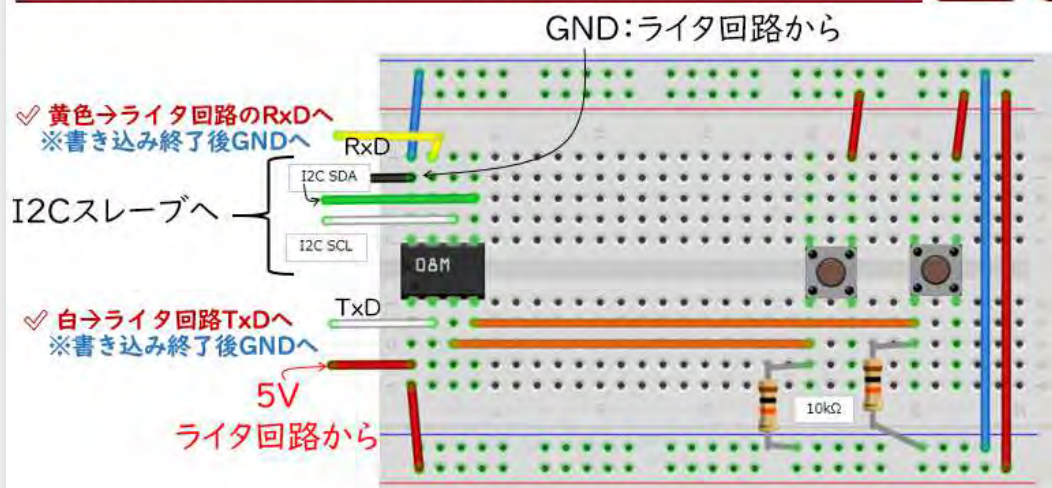 GND:ライタ回路から
✓ 黄色→ライタ回路のRxDへ
※書き込み終了後GNDへ
RxD
I2C SDA
I2Cスレーブへ
I2C SCL
08M
TxD
✓ 白→ライタ回路TxDへ
※書き込み終了後GNDへ
5V
ライタ回路から
10kΩ